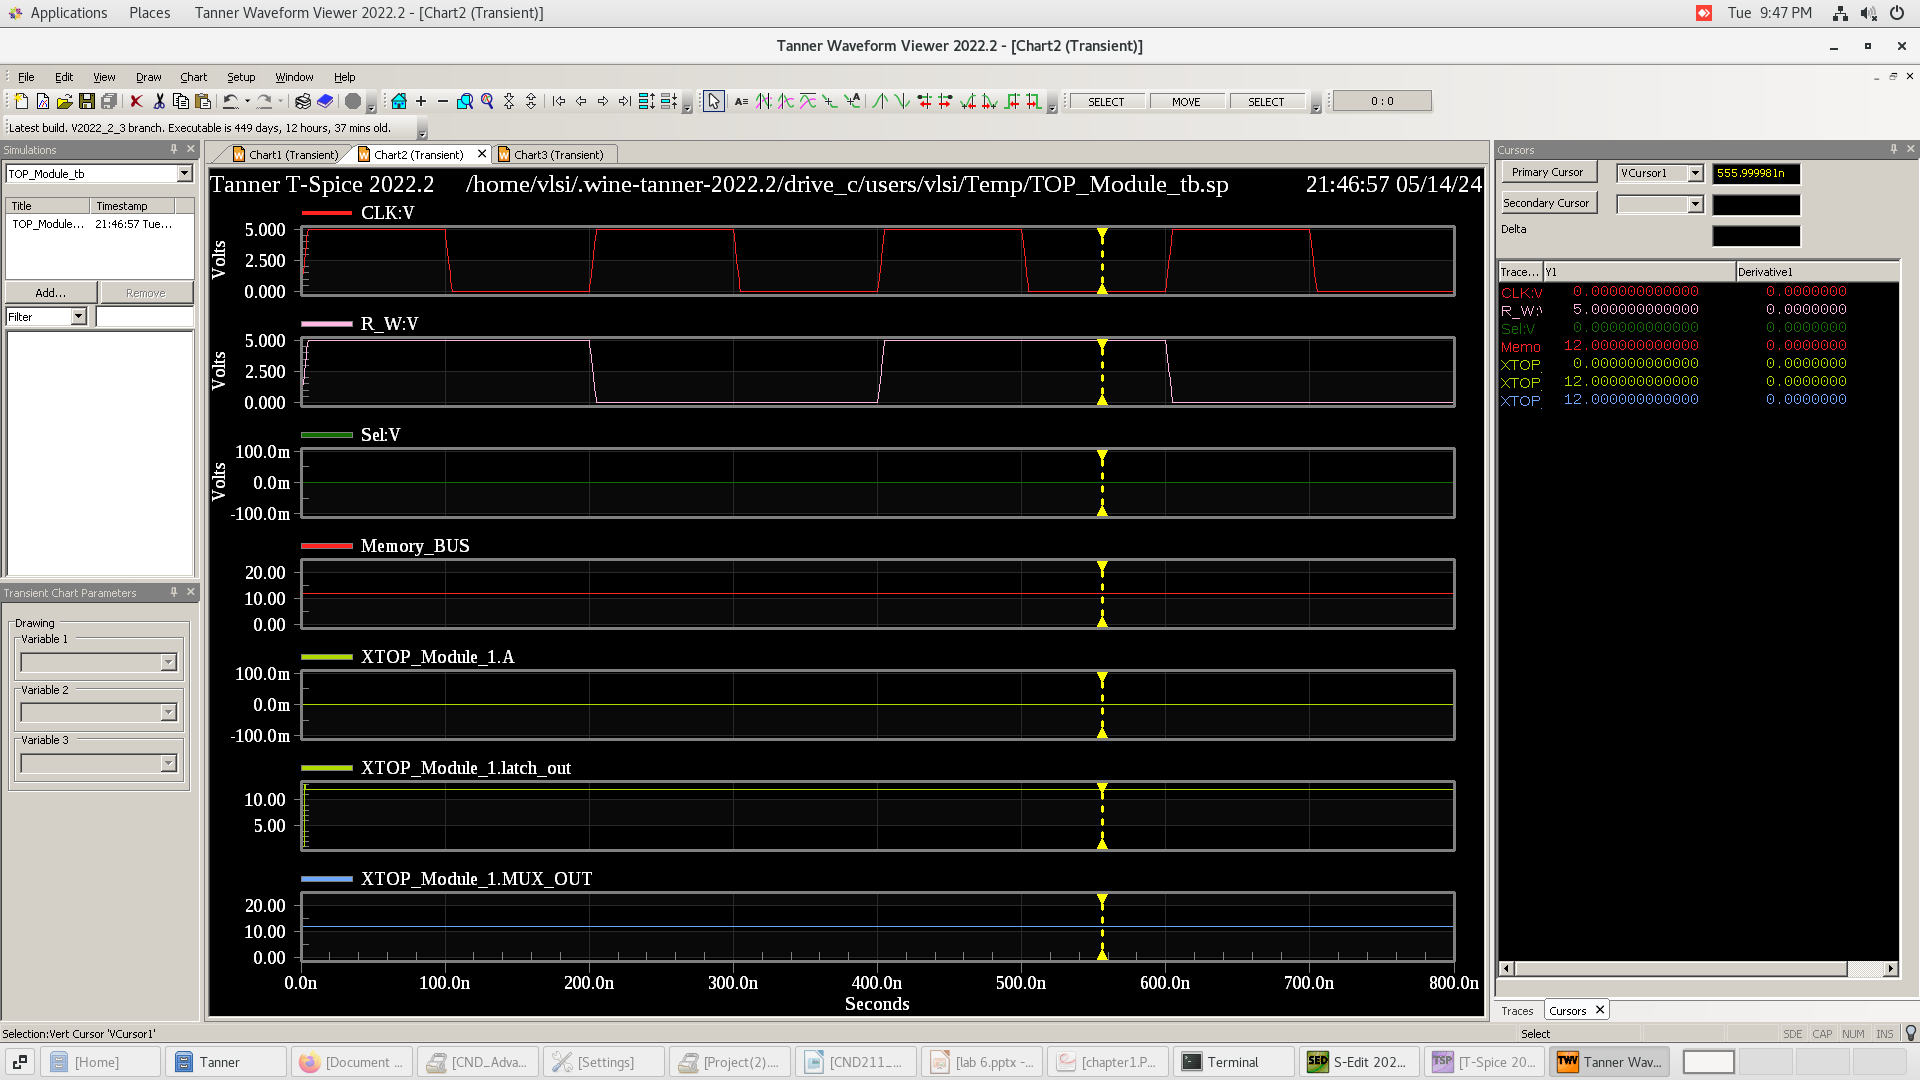 Applications Places Tanner Waveform Viewer 2022.2 - [Chart2 (Transient)] Tue 9:47 PM
Tanner Waveform Viewer 2022.2 - [Chart2 (Transient)]
File Edit View Draw Chart Setup Window Help
SELECT MOVE SELECT 0 : 0
Latest build. V2022_2_3 branch. Executable is 449 days, 12 hours, 37 mins old.
Simulations
TOP_Module_tb
Title Timestamp
TOP_Module... 21:46:57 Tue...
Add... Remove
Filter
Transient Chart Parameters
Drawing
Variable 1
Variable 2
Variable 3
Chart1 (Transient) Chart2 (Transient) Chart3 (Transient)
Tanner T-Spice 2022.2 /home/vlsi/.wine-tanner-2022.2/drive_c/users/vlsi/Temp/TOP_Module_tb.sp 21:46:57 05/14/24
CLK:V
Volts
5.000
2.500
0.000
R_W:V
Volts
5.000
2.500
0.000
Sel:V
Volts
100.0m
0.0m
-100.0m
Memory_BUS
20.00
10.00
0.00
XTOP_Module_1.A
100.0m
0.0m
-100.0m
XTOP_Module_1.latch_out
10.00
5.00
XTOP_Module_1.MUX_OUT
20.00
10.00
0.00
0.0n 100.0n 200.0n 300.0n 400.0n 500.0n 600.0n 700.0n 800.0n
Seconds
Cursors
Primary Cursor VCursor1 555.999981n
Secondary Cursor
Delta
Trace... Y1 Derivative1
CLK:V 0.000000000000 0.0000000
R_W:V 5.000000000000 0.0000000
Sel:V 0.000000000000 0.0000000
Memo 12.000000000000 0.0000000
XTOP_ 0.000000000000 0.0000000
XTOP_ 12.000000000000 0.0000000
XTOP_ 12.000000000000 0.0000000
Traces Cursors
Selection:Vert Cursor 'VCursor1' Select SDE CAP NUM INS
[Home] Tanner [Document ... [CND_Adva... [Settings] [Project(2).... [CND211_... [lab 6.pptx -... [chapter1.P... Terminal SED S-Edit 202... TSP [T-Spice 20... TWV Tanner Wav...